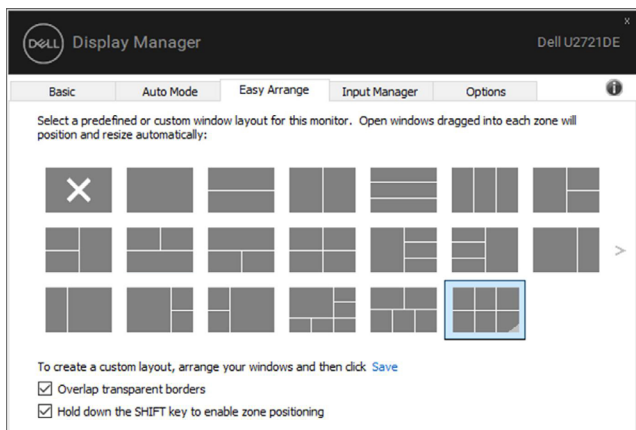 x
DELL Display Manager
Dell U2721DE
Basic Auto Mode Easy Arrange Input Manager Options
Select a predefined or custom window layout for this monitor. Open windows dragged into each zone will
position and resize automatically:
>
To create a custom layout, arrange your windows and then click Save
Overlap transparent borders
Hold down the SHIFT key to enable zone positioning